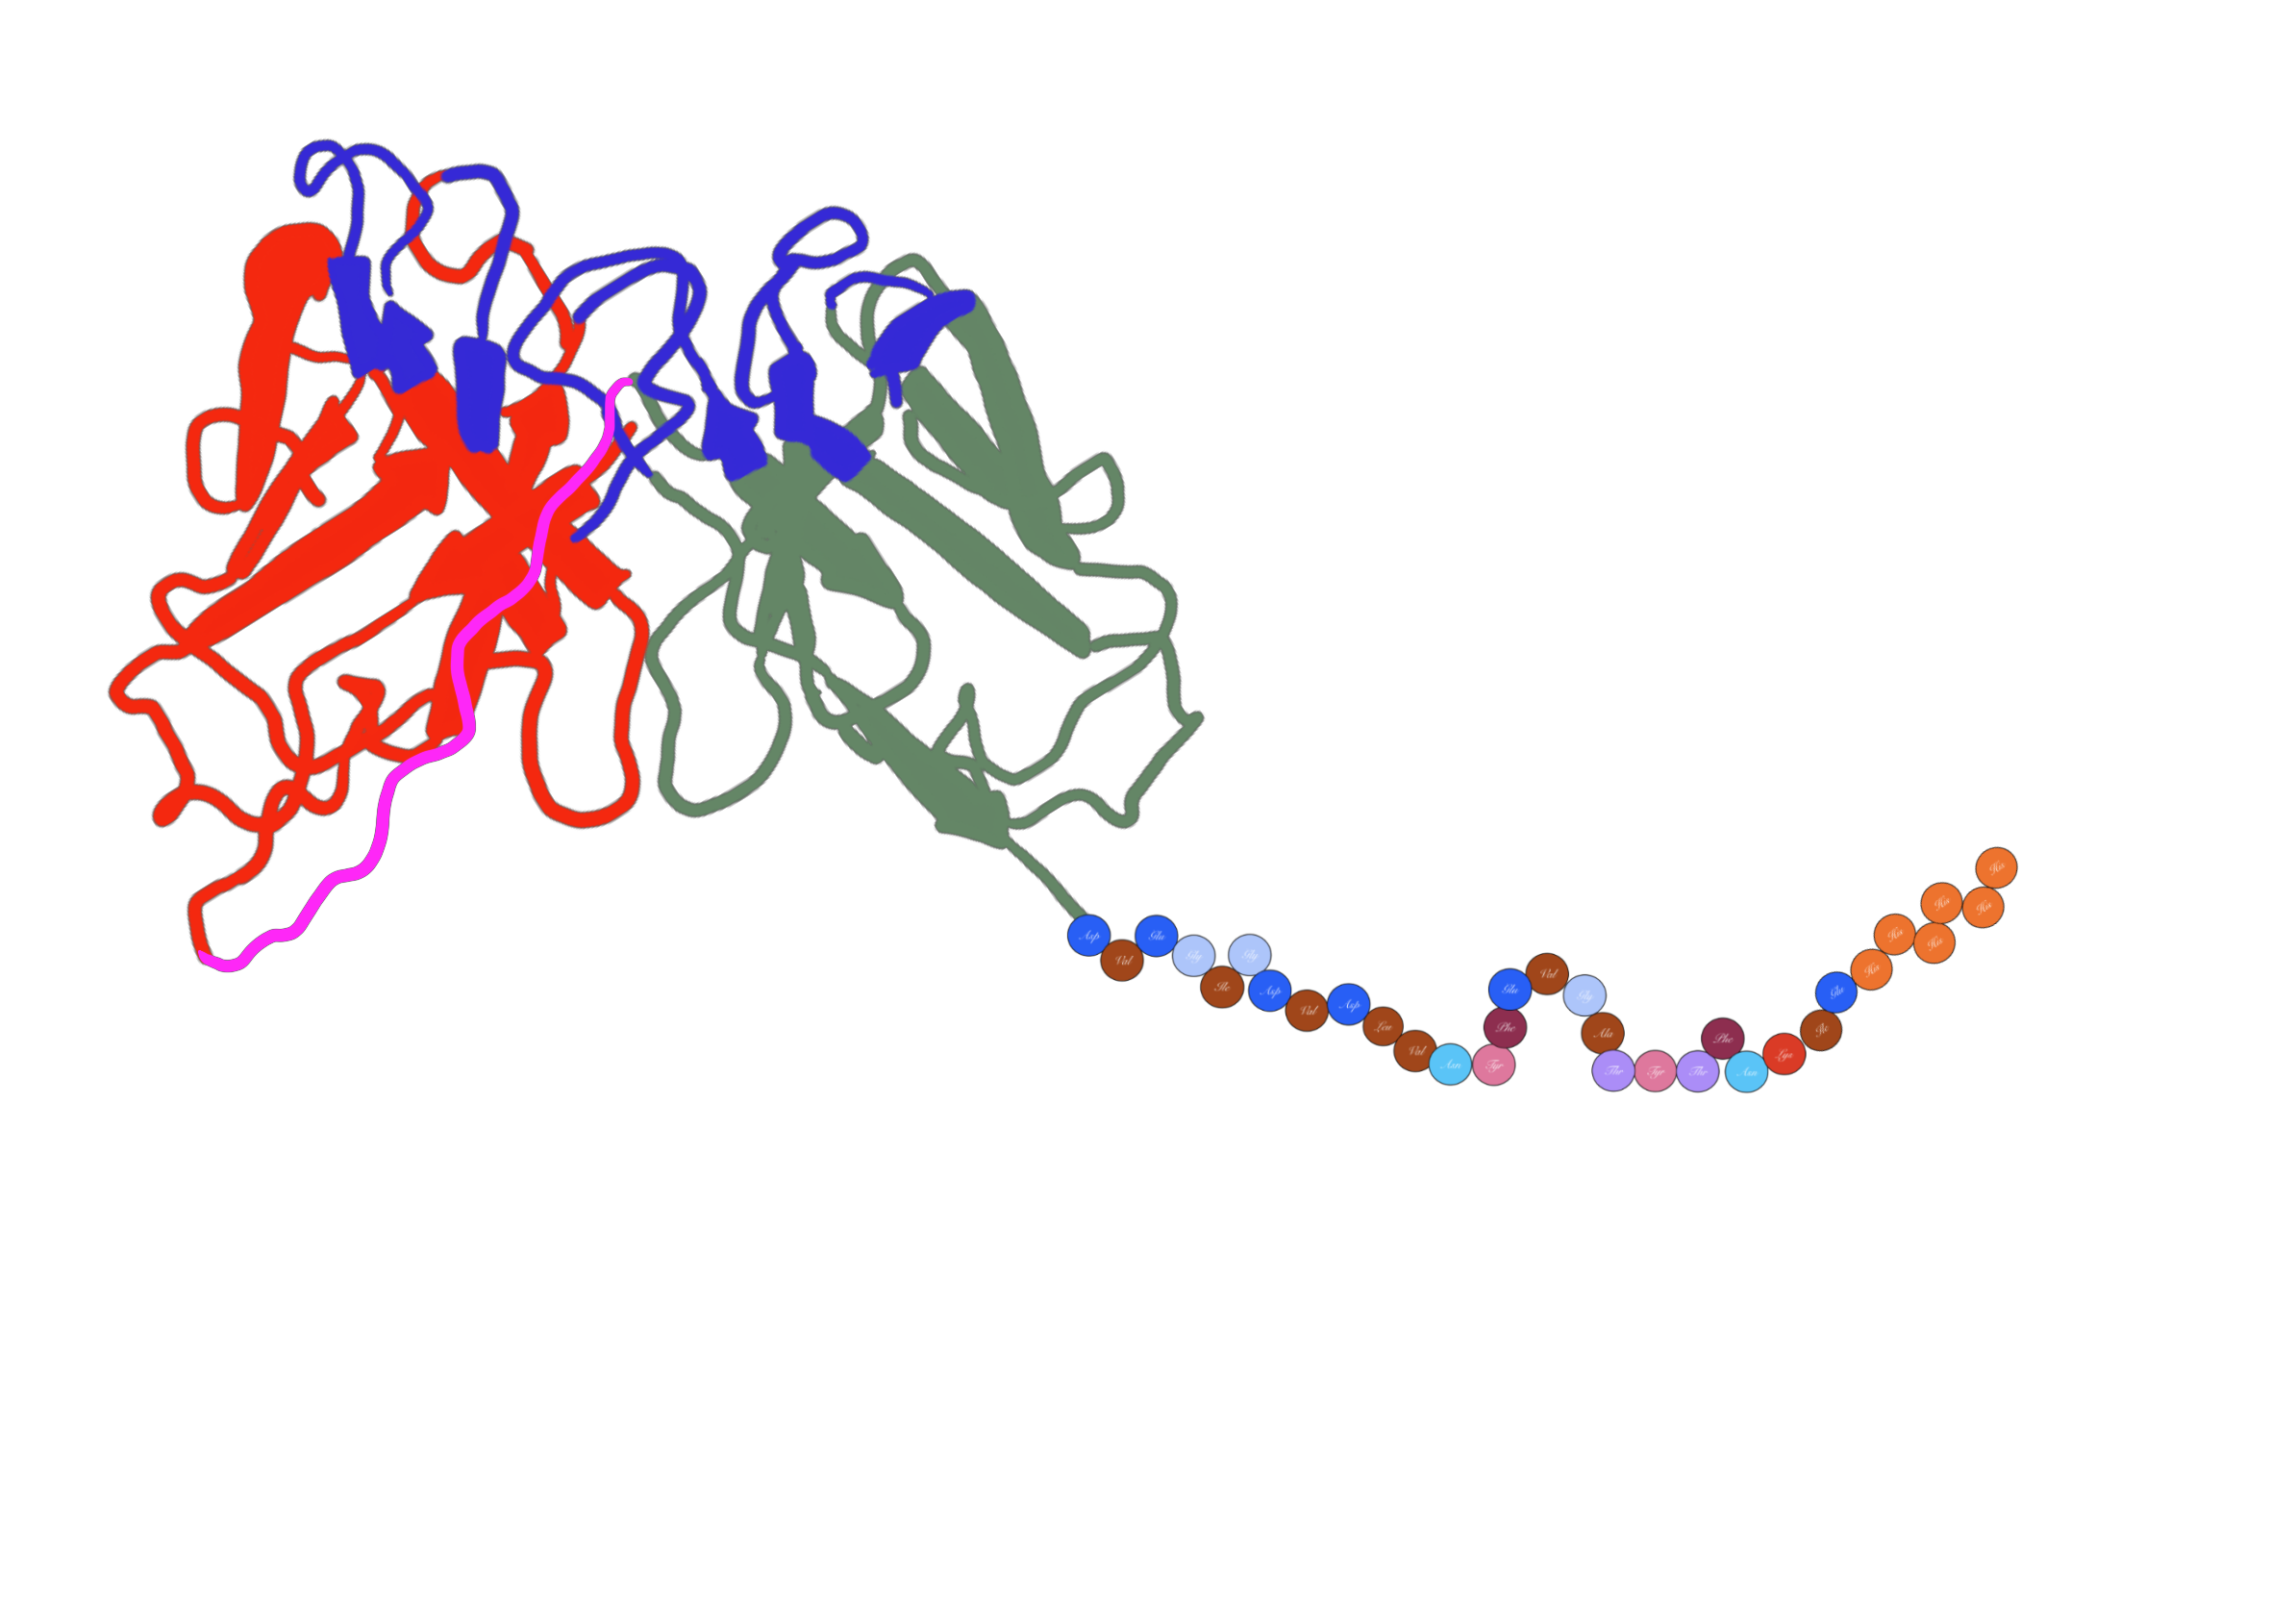 Asp
Val
Glu
Gly
Ile
Gly
Asp
Val
Asp
Leu
Val
Asn
Tyr
Phe
Glu
Val
Gly
Ala
Thr
Tyr
Thr
Phe
Asn
Lys
Ile
Glu
His
His
His
His
His
His